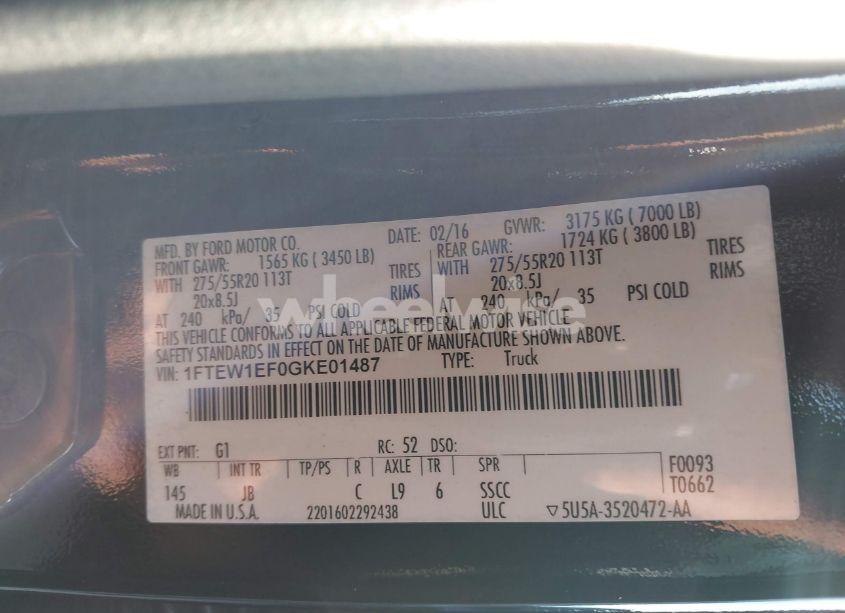 MFD. BY FORD MOTOR CO. DATE: 02/16 GVWR: 3175 KG ( 7000 LB)
FRONT GAWR: 1565 KG ( 3450 LB) REAR GAWR: 1724 KG ( 3800 LB)
WITH 275/55R20 113T TIRES WITH 275/55R20 113T TIRES
20x8.5J RIMS 20x8.5J RIMS
AT 240 kPa/ 35 PSI COLD AT 240 kPa/ 35 PSI COLD
THIS VEHICLE CONFORMS TO ALL APPLICABLE FEDERAL MOTOR VEHICLE
SAFETY STANDARDS IN EFFECT ON THE DATE OF MANUFACTURE SHOWN ABOVE.
VIN: 1FTEW1EF0GKE01487 TYPE: Truck
EXT PNT: G1 RC: 52 DSO:
WB INT TR TP/PS R AXLE TR SPR F0093
145 JB C L9 6 SSCC T0662
MADE IN U.S.A. 2201602292438 ULC ▽5U5A-3520472-AA
wheelware